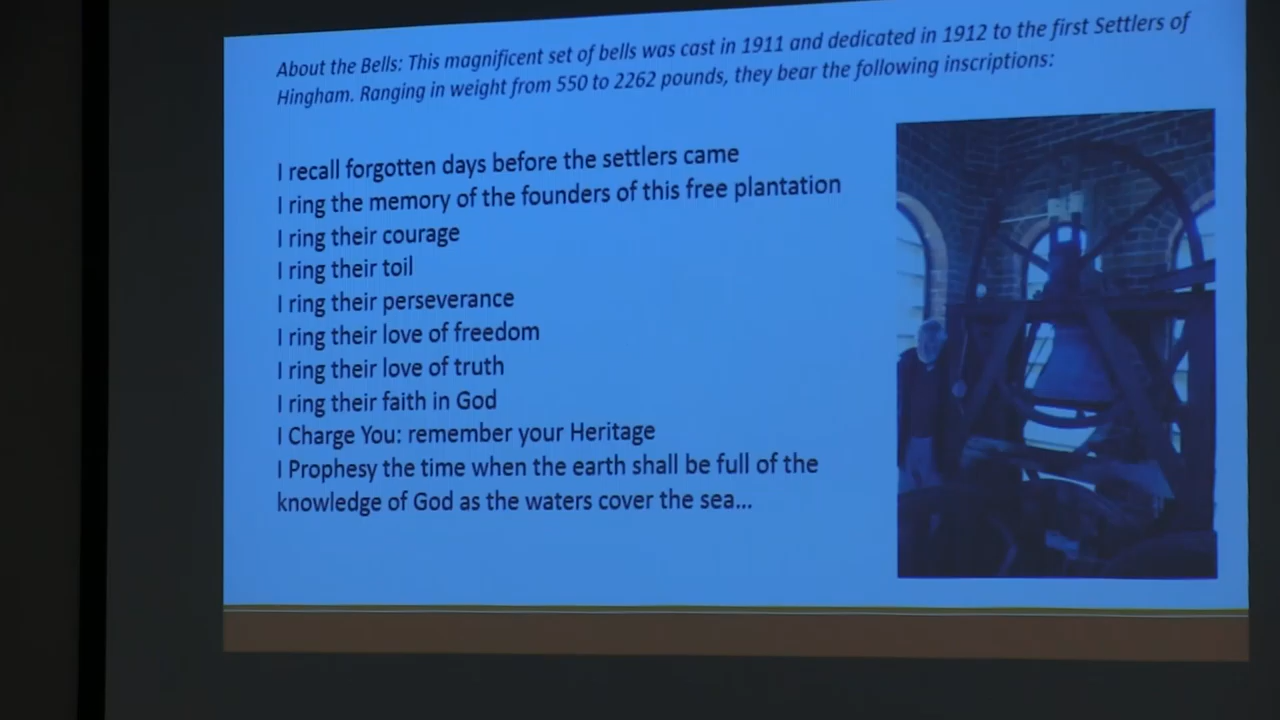 About the Bells: This magnificent set of bells was cast in 1911 and dedicated in 1912 to the first Settlers of
Hingham. Ranging in weight from 550 to 2262 pounds, they bear the following inscriptions:
I recall forgotten days before the settlers came
I ring the memory of the founders of this free plantation
I ring their courage
I ring their toil
I ring their perseverance
I ring their love of freedom
I ring their love of truth
I ring their faith in God
I Charge You: remember your Heritage
I Prophesy the time when the earth shall be full of the
knowledge of God as the waters cover the sea...